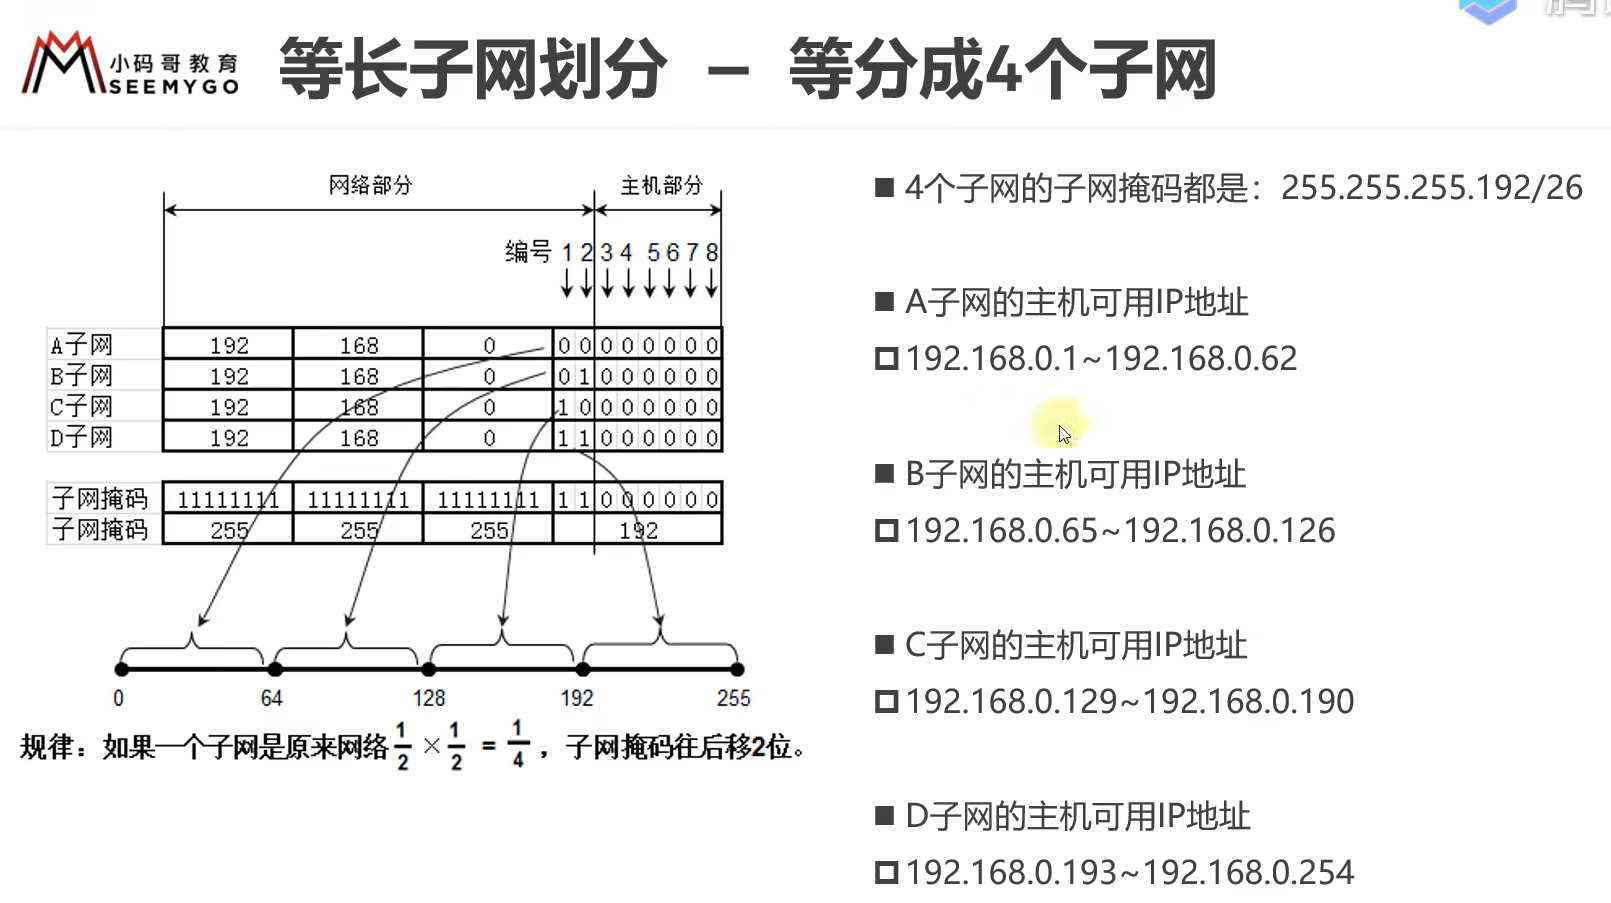 小码哥教育
SEEMYGO
等长子网划分 – 等分成4个子网
网络部分 主机部分
编号 1 2 3 4 5 6 7 8
A子网 192 168 0 0 0 0 0 0 0 0 0
B子网 192 168 0 0 1 0 0 0 0 0 0
C子网 192 168 0 1 0 0 0 0 0 0 0
D子网 192 168 0 1 1 0 0 0 0 0 0
子网掩码 11111111 11111111 11111111 1 1 0 0 0 0 0 0
子网掩码 255 255 255 192
0 64 128 192 255
规律：如果一个子网是原来网络 1/2 × 1/2 = 1/4 ，子网掩码往后移2位。
4个子网的子网掩码都是：255.255.255.192/26
A子网的主机可用IP地址
192.168.0.1~192.168.0.62
B子网的主机可用IP地址
192.168.0.65~192.168.0.126
C子网的主机可用IP地址
192.168.0.129~192.168.0.190
D子网的主机可用IP地址
192.168.0.193~192.168.0.254